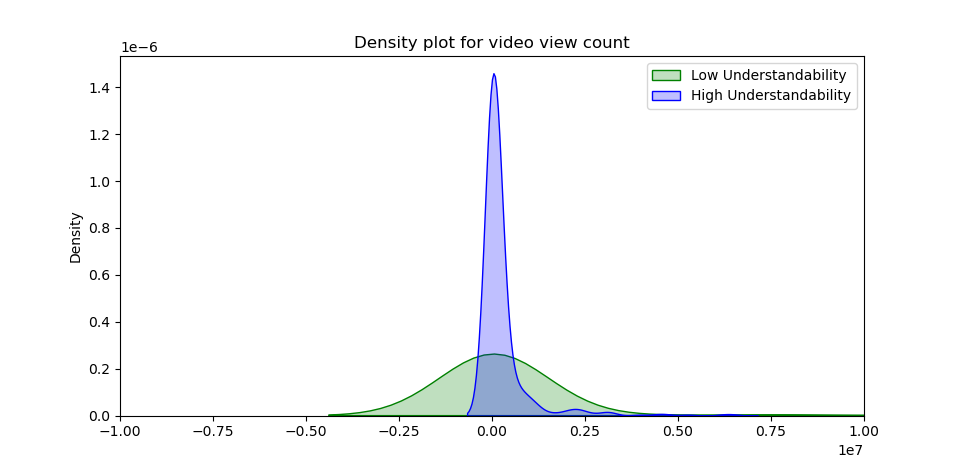 Density plot for video view count
1e−6
Low Understandability
High Understandability
1.4
1.2
1.0
0.8
0.6
0.4
0.2
0.0
Density
−1.00 −0.75 −0.50 −0.25 0.00 0.25 0.50 0.75 1.00
1e7